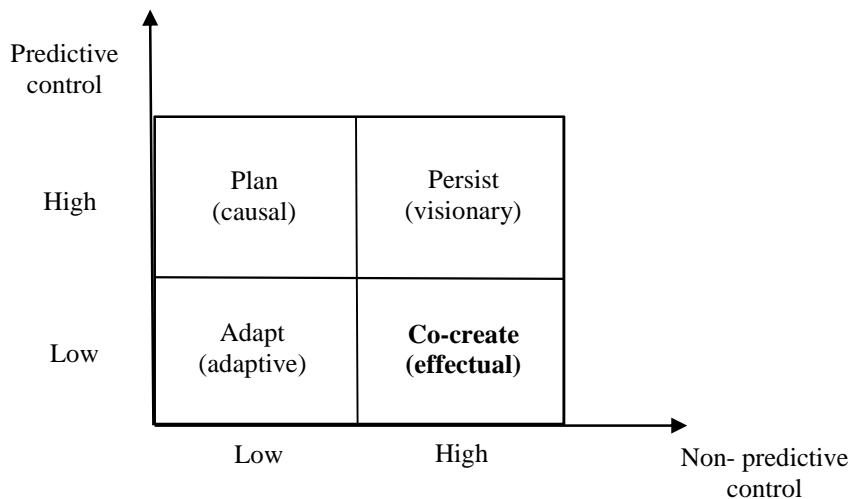 Predictive
control
High
Plan
(causal)
Persist
(visionary)
Low
Adapt
(adaptive)
Co-create
(effectual)
Low
High
Non- predictive
control